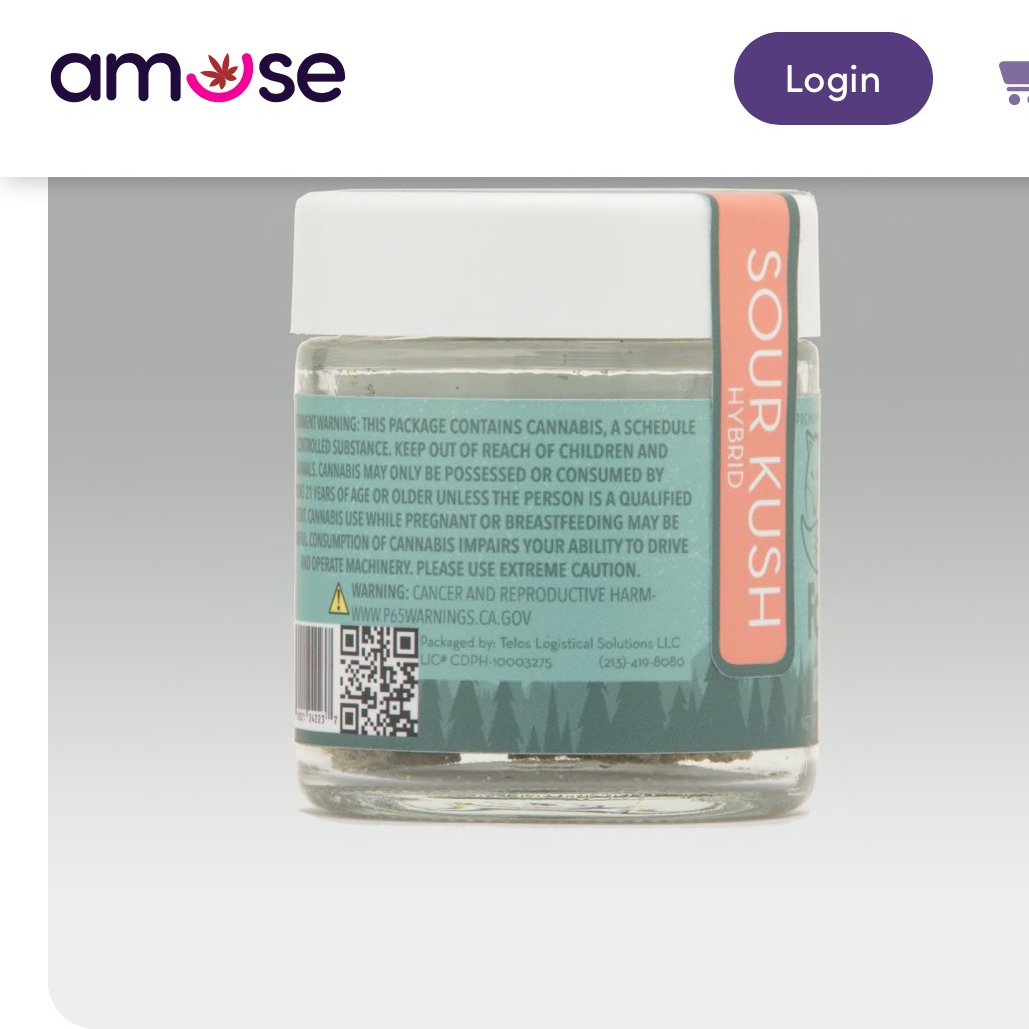 amuse
Login
SOUR KUSH
HYBRID
WARNING: THIS PACKAGE CONTAINS CANNABIS, A SCHEDULE
SUBSTANCE. KEEP OUT OF REACH OF CHILDREN AND
CANNABIS MAY ONLY BE POSSESSED OR CONSUMED BY
21 YEARS OF AGE OR OLDER UNLESS THE PERSON IS A QUALIFIED
CANNABIS USE WHILE PREGNANT OR BREASTFEEDING MAY BE
CONSUMPTION OF CANNABIS IMPAIRS YOUR ABILITY TO DRIVE
AND OPERATE MACHINERY. PLEASE USE EXTREME CAUTION.
WARNING: CANCER AND REPRODUCTIVE HARM-
WWW.P65WARNINGS.CA.GOV
Packaged by: Telos Logistical Solutions LLC
LIC# CDPH-10003275 (213)-419-8080
24223 7